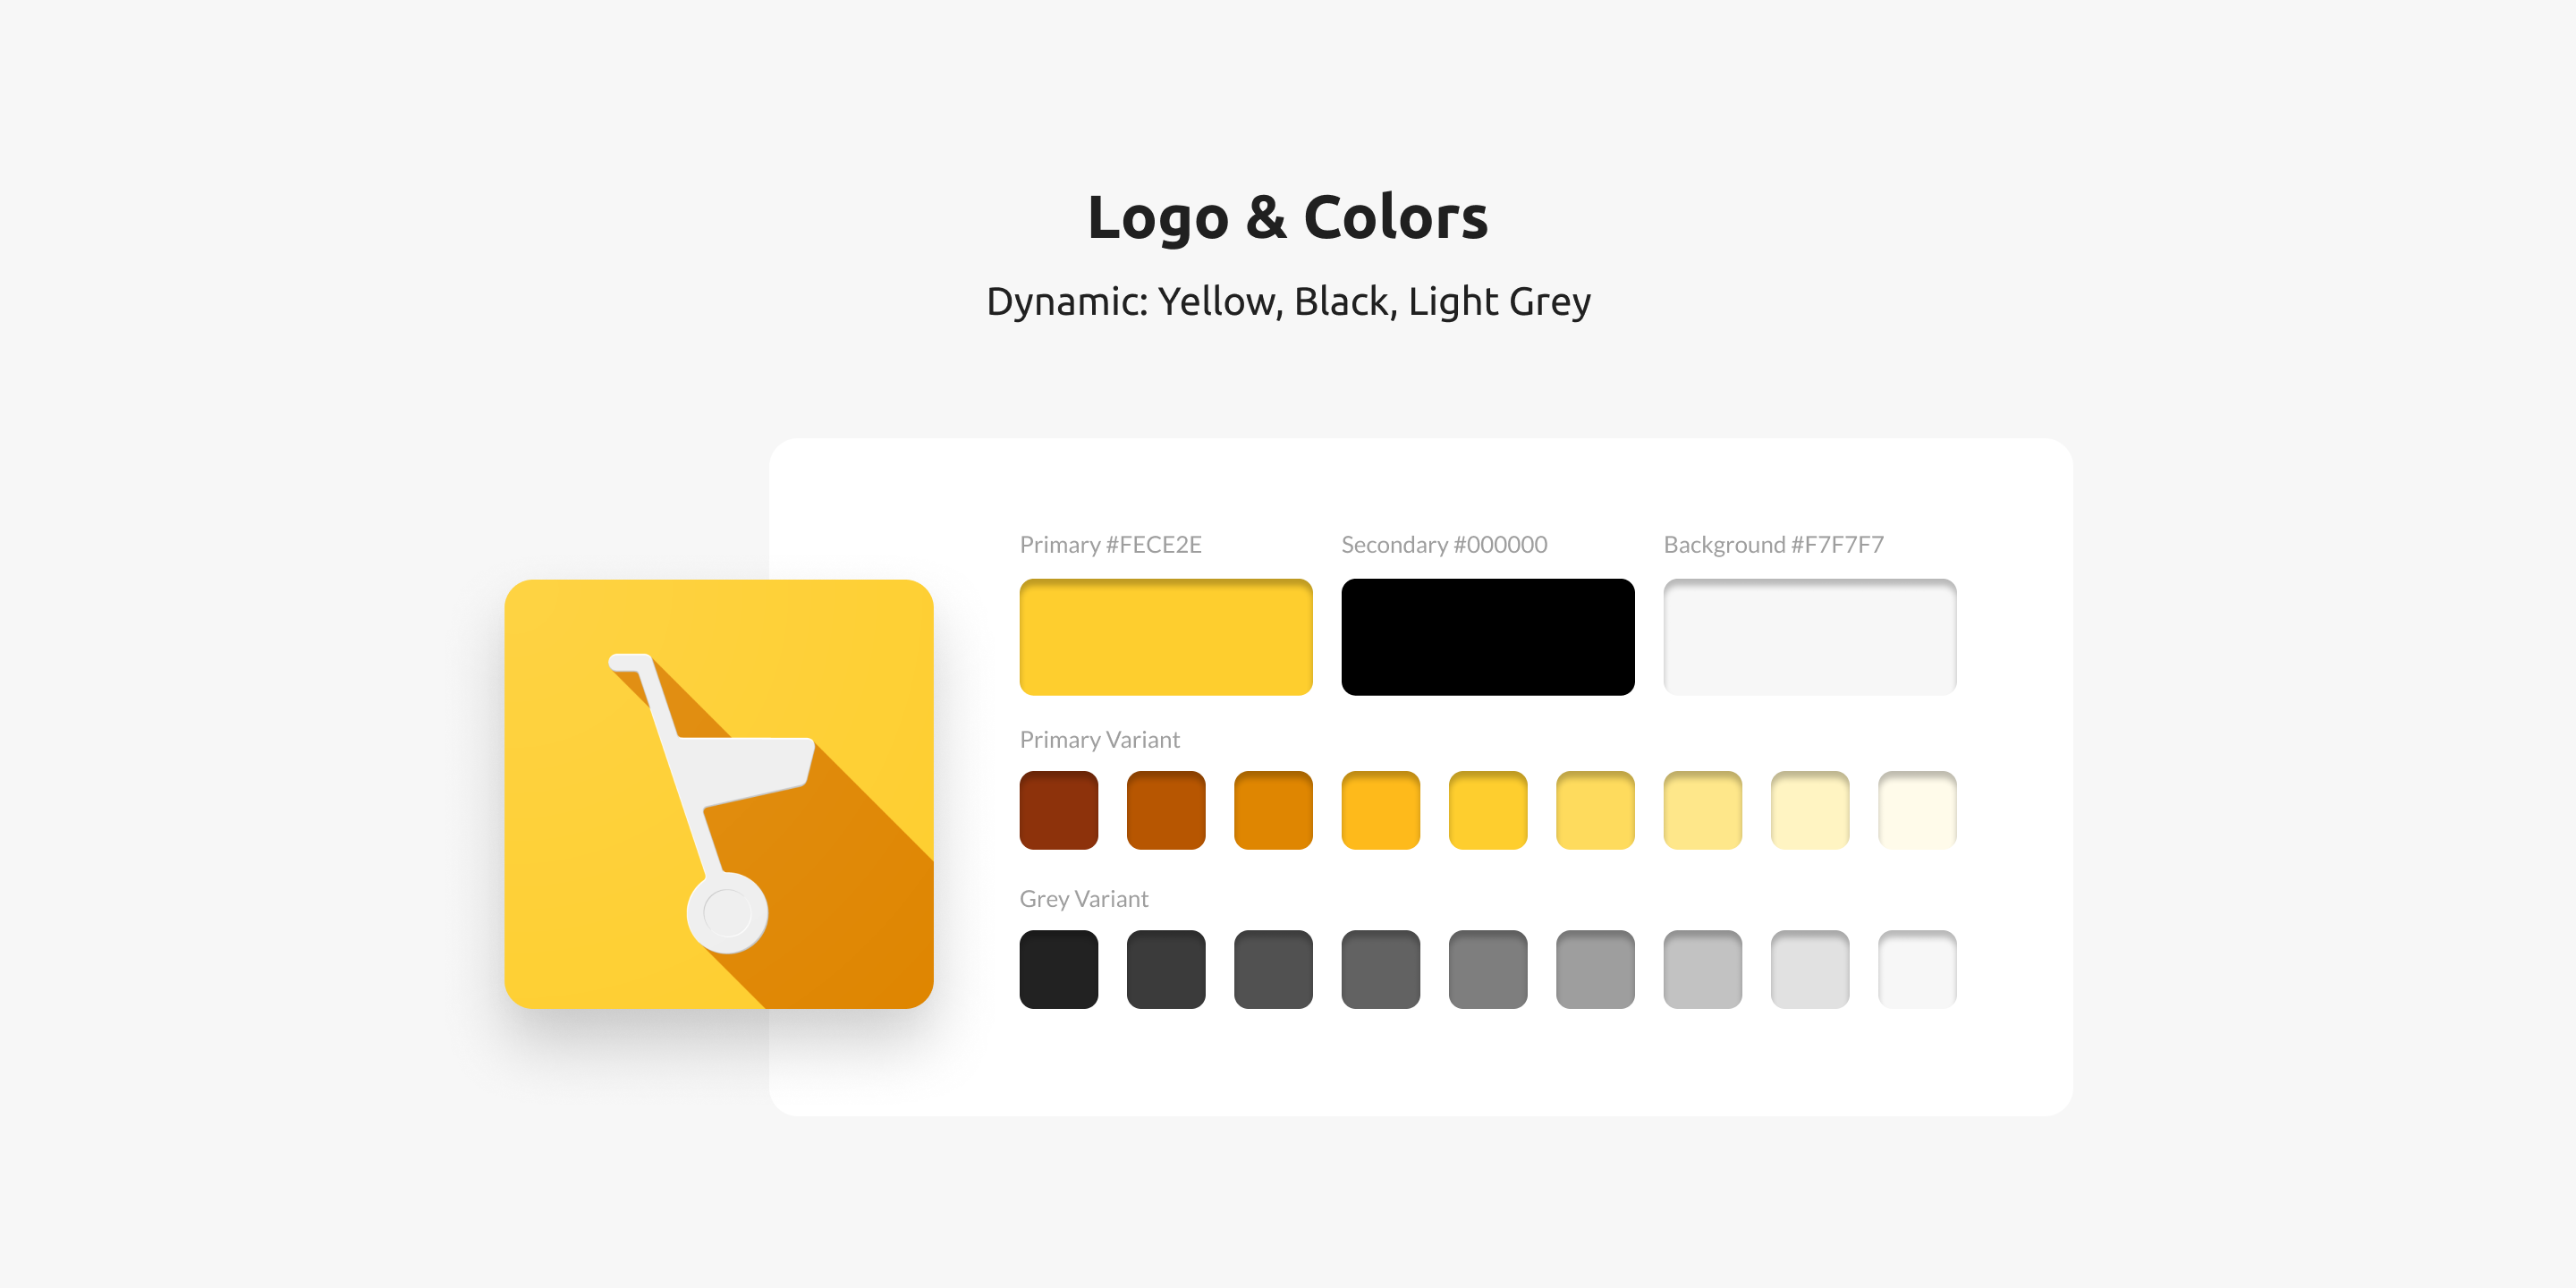 Logo & Colors
Dynamic: Yellow, Black, Light Grey
Primary #FECE2E
Secondary #000000
Background #F7F7F7
Primary Variant
Grey Variant